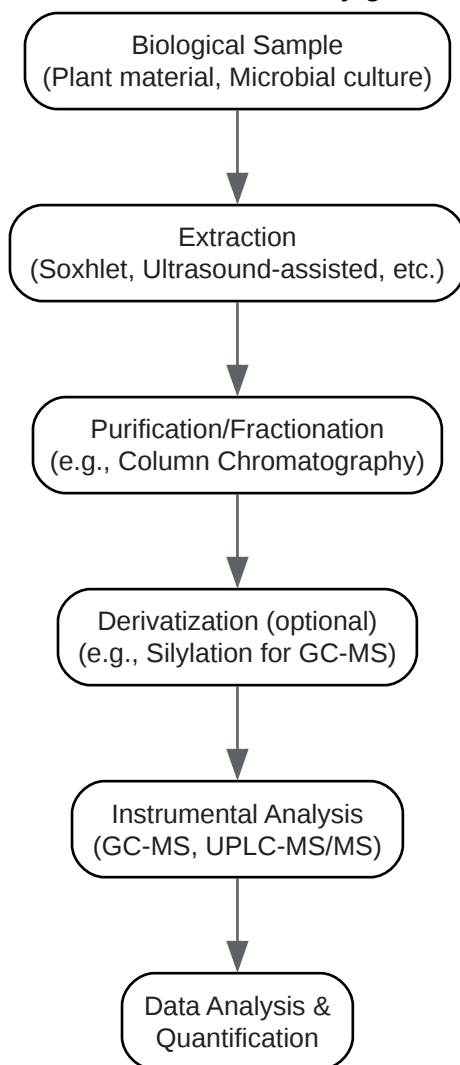 Biological Sample
(Plant material, Microbial culture)
Extraction
(Soxhlet, Ultrasound-assisted, etc.)
Purification/Fractionation
(e.g., Column Chromatography)
Derivatization (optional)
(e.g., Silylation for GC-MS)
Instrumental Analysis
(GC-MS, UPLC-MS/MS)
Data Analysis &
Quantification